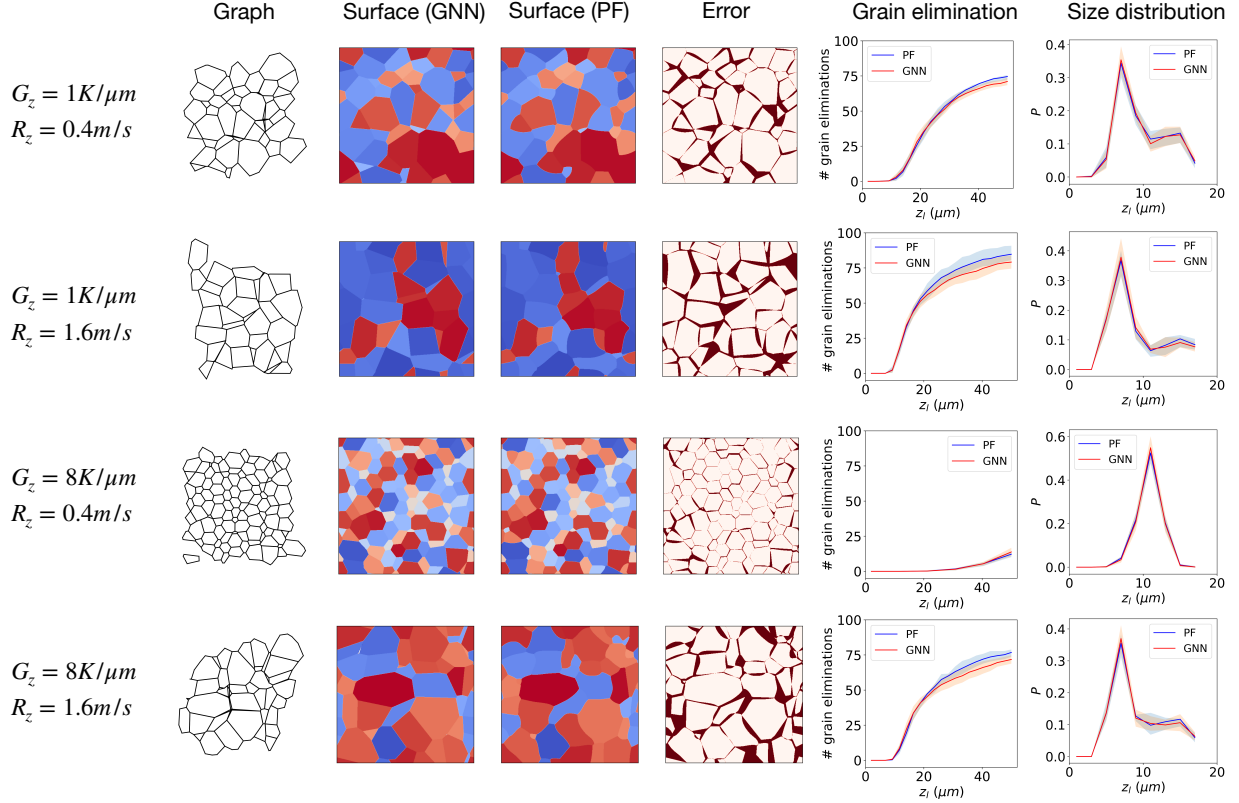 Graph Surface (GNN) Surface (PF) Error Grain elimination Size distribution
G_z = 1K/μm
R_z = 0.4m/s
# grain eliminations
100
75
50
25
0
PF
GNN
0 20 40
z_l (μm)
P
0.4
0.3
0.2
0.1
0.0
PF
GNN
0 10 20
z_l (μm)
G_z = 1K/μm
R_z = 1.6m/s
# grain eliminations
100
75
50
25
0
PF
GNN
0 20 40
z_l (μm)
P
0.4
0.3
0.2
0.1
0.0
PF
GNN
0 10 20
z_l (μm)
G_z = 8K/μm
R_z = 0.4m/s
# grain eliminations
100
75
50
25
0
PF
GNN
0 20 40
z_l (μm)
P
0.6
0.4
0.2
0.0
PF
GNN
0 10 20
z_l (μm)
G_z = 8K/μm
R_z = 1.6m/s
# grain eliminations
100
75
50
25
0
PF
GNN
0 20 40
z_l (μm)
P
0.4
0.3
0.2
0.1
0.0
PF
GNN
0 10 20
z_l (μm)